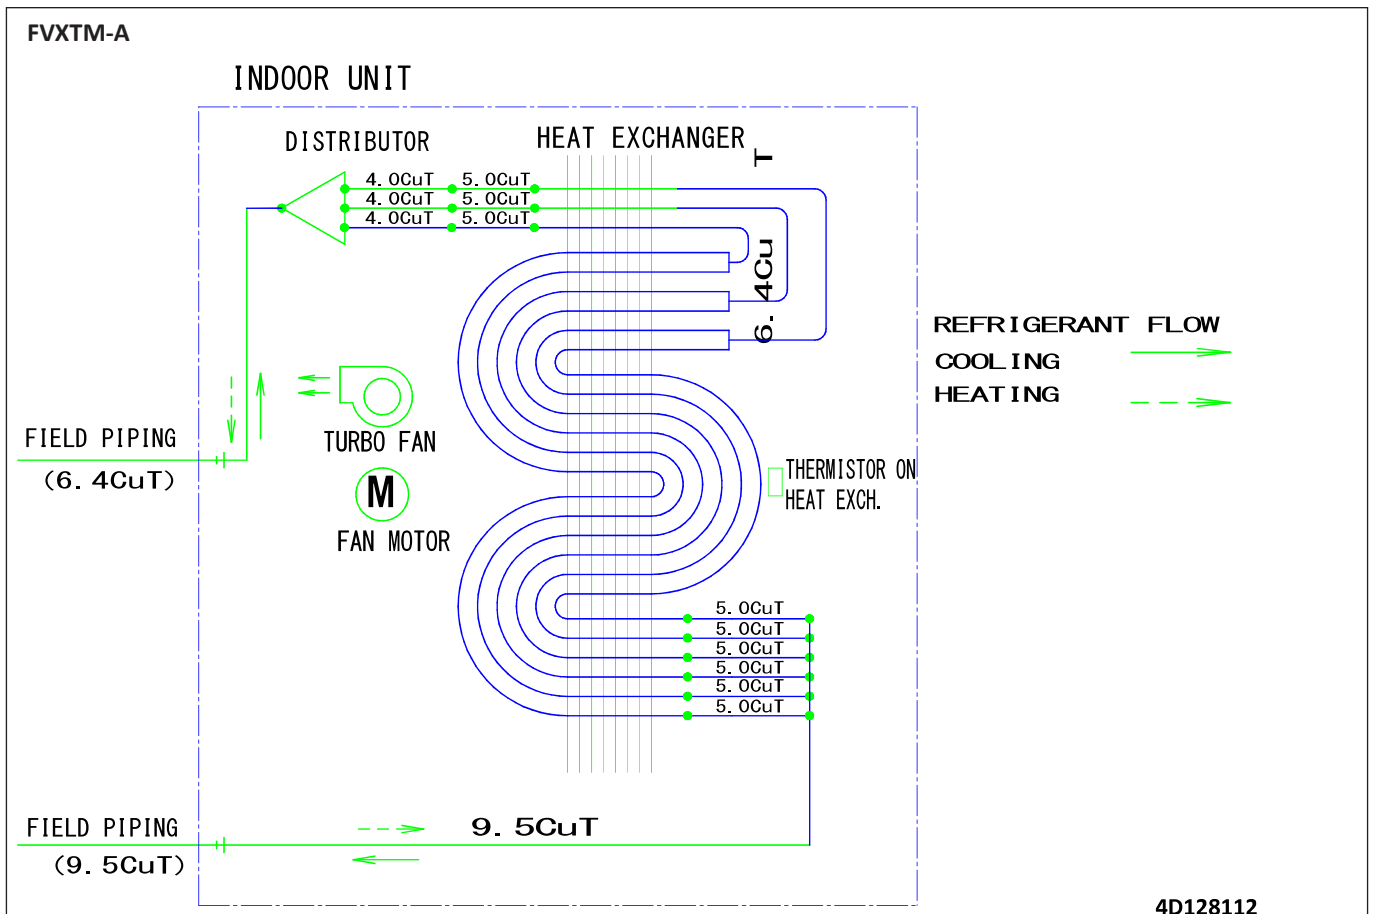 FVXTM-A
INDOOR UNIT
DISTRIBUTOR
HEAT EXCHANGER
4.0CuT 5.0CuT
4.0CuT 5.0CuT
4.0CuT 5.0CuT
6.4CuT
REFRIGERANT FLOW
COOLING
HEATING
FIELD PIPING
(6.4CuT)
TURBO FAN
M
FAN MOTOR
THERMISTOR ON
HEAT EXCH.
5.0CuT
5.0CuT
5.0CuT
5.0CuT
5.0CuT
5.0CuT
FIELD PIPING
(9.5CuT)
9.5CuT
4D128112